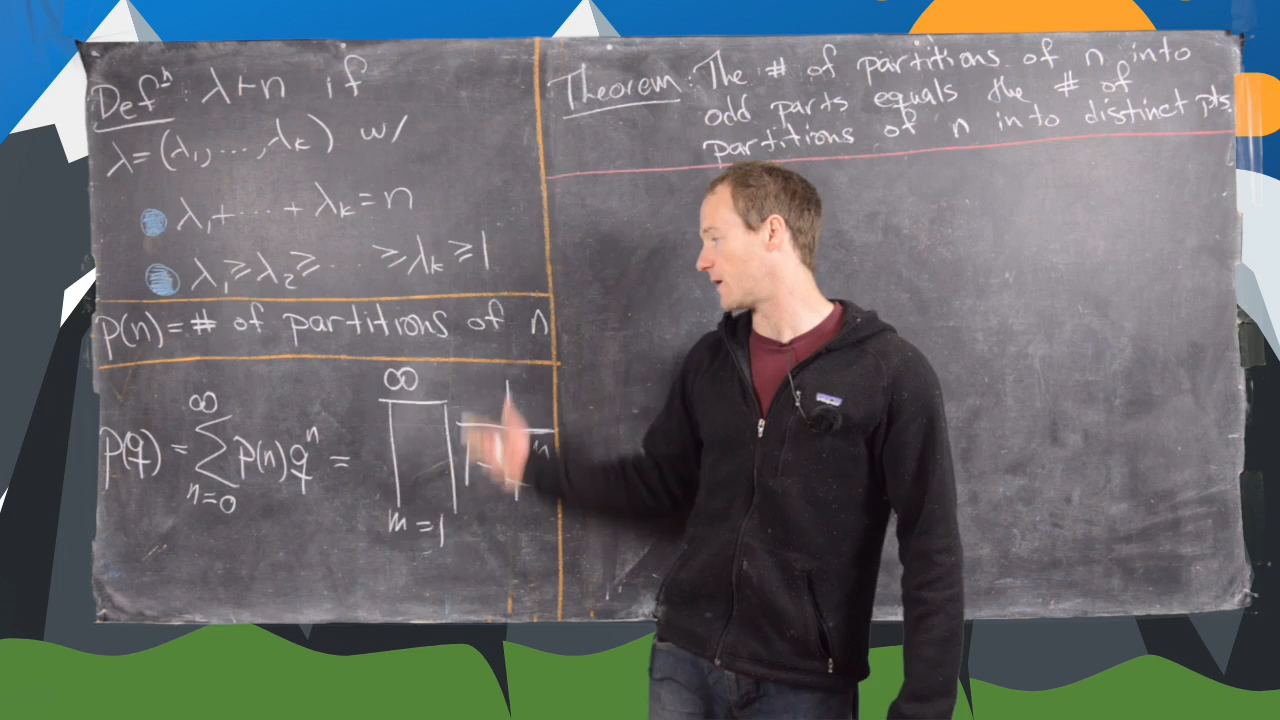 Defⁿ: λ⊢n if
λ=(λ₁,...,λₖ) w/
λ₁+...+λₖ=n
λ₁≥λ₂≥...≥λₖ≥1
p(n)=# of partitions of n
P(q)=∑_{n=0}^{∞} p(n)qⁿ = ∏_{m=1}^{∞} 1
Theorem: The # of partitions of n into
odd parts equals the # of
partitions of n into distinct pts.